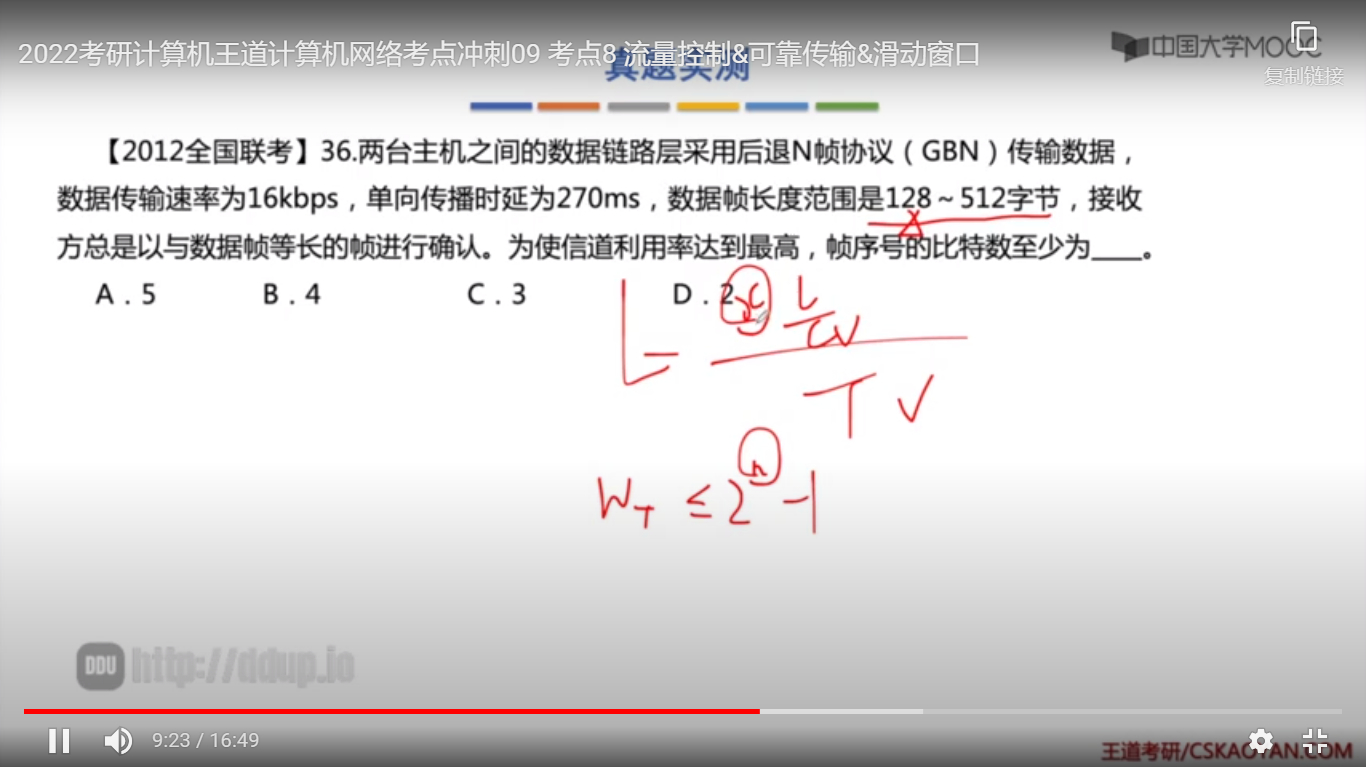 2022考研计算机王道计算机网络考点冲刺09 考点8 流量控制&可靠传输&滑动窗口
真题实测
中国大学MOOC
复制链接
【2012全国联考】36.两台主机之间的数据链路层采用后退N帧协议（GBN）传输数据，
数据传输速率为16kbps，单向传播时延为270ms，数据帧长度范围是128～512字节，接收
方总是以与数据帧等长的帧进行确认。为使信道利用率达到最高，帧序号的比特数至少为____。
A．5 B．4 C．3 D．2
L
CV
T V
W_T ≤ 2^n -1
DDU http://ddup.io
9:23 / 16:49
王道考研/CSKAOYAN.COM